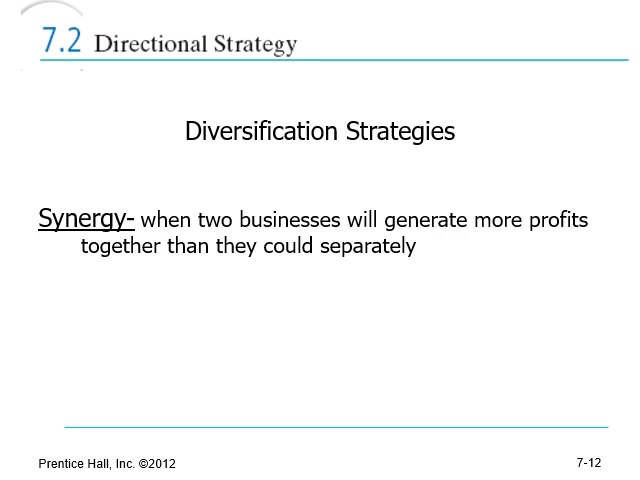 7.2 Directional Strategy
Diversification Strategies
Synergy- when two businesses will generate more profits
together than they could separately
Prentice Hall, Inc. ©2012
7-12